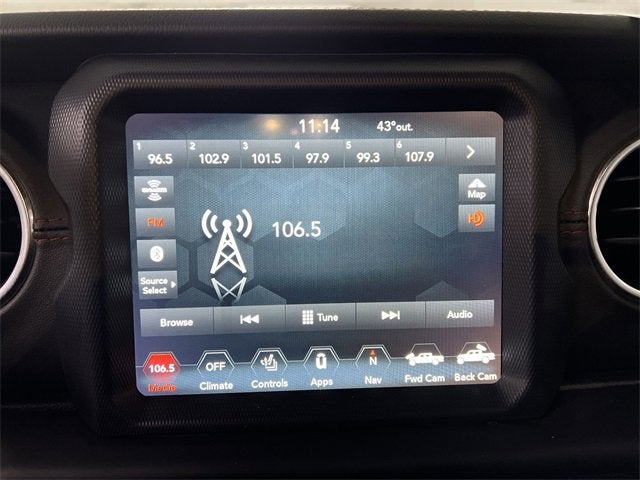 11:14 43°out.
1 2 3 4 5 6
96.5 102.9 101.5 97.9 99.3 107.9
Map
FM
106.5
Source
Select
Browse Tune Audio
106.5 OFF N
Media Climate Controls Apps Nav Fwd Cam Back Cam